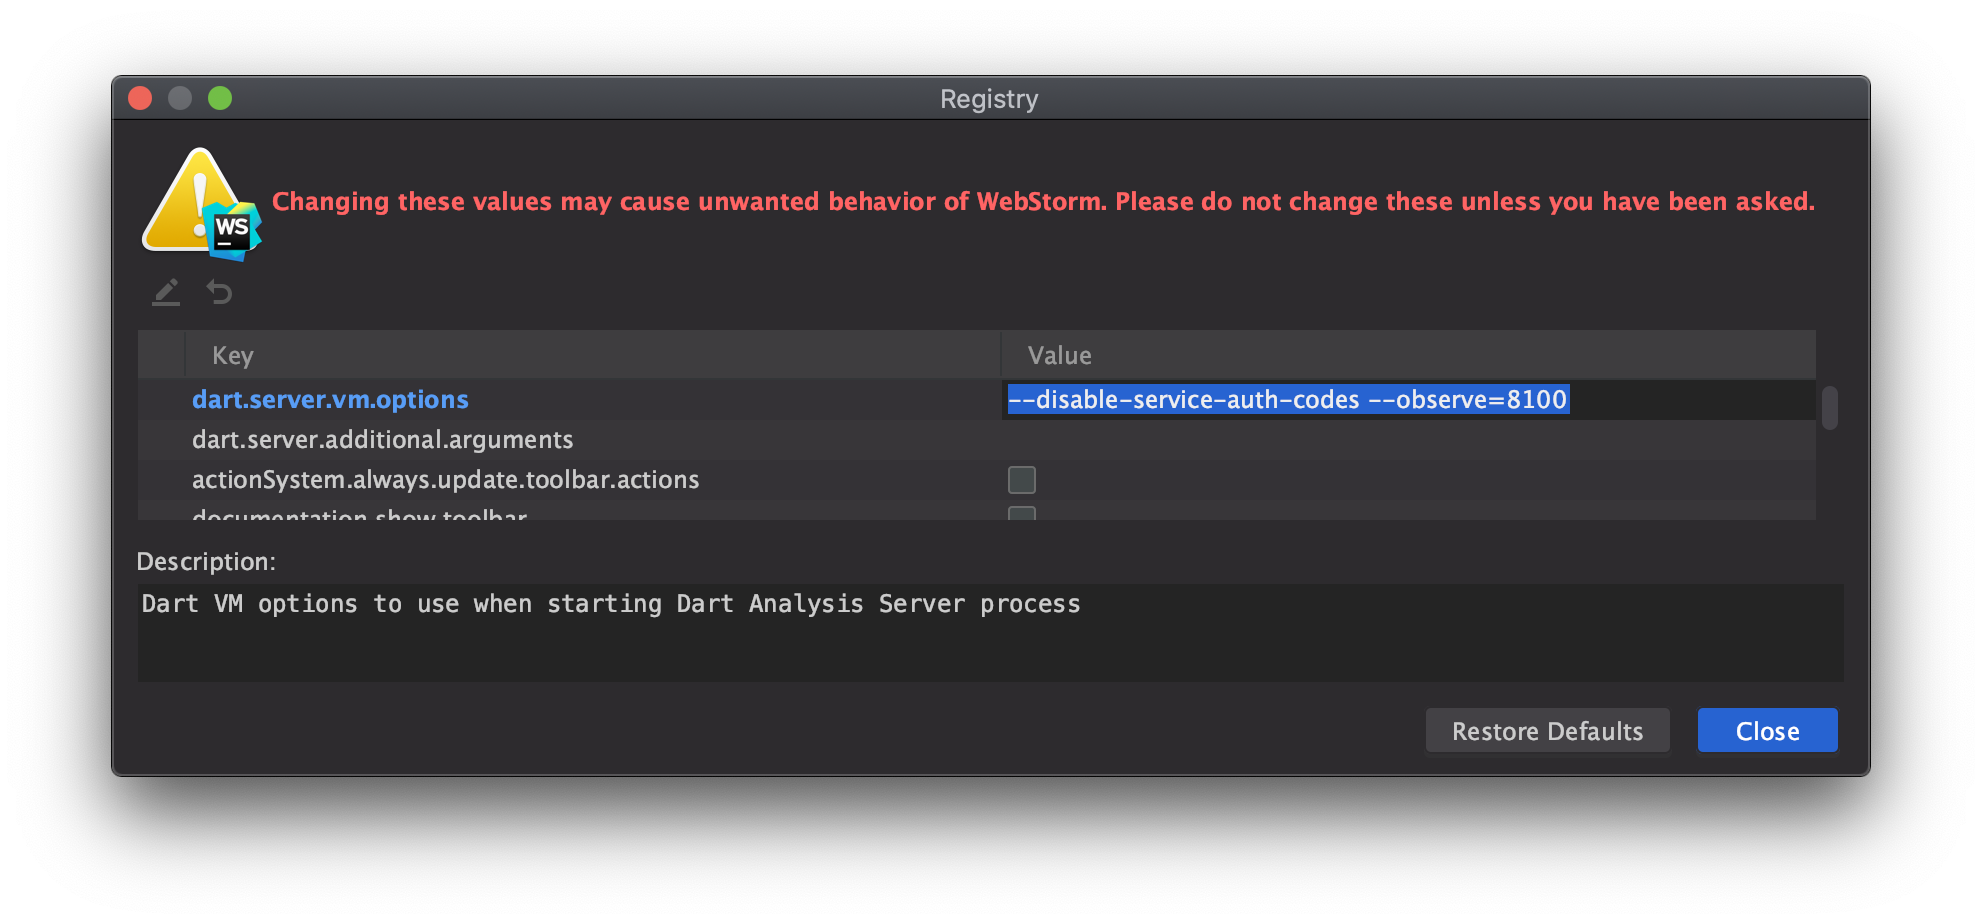 Registry
Changing these values may cause unwanted behavior of WebStorm. Please do not change these unless you have been asked.
WS
Key Value
dart.server.vm.options --disable-service-auth-codes --observe=8100
dart.server.additional.arguments
actionSystem.always.update.toolbar.actions
documentation.show.toolbar
Description:
Dart VM options to use when starting Dart Analysis Server process
Restore Defaults Close